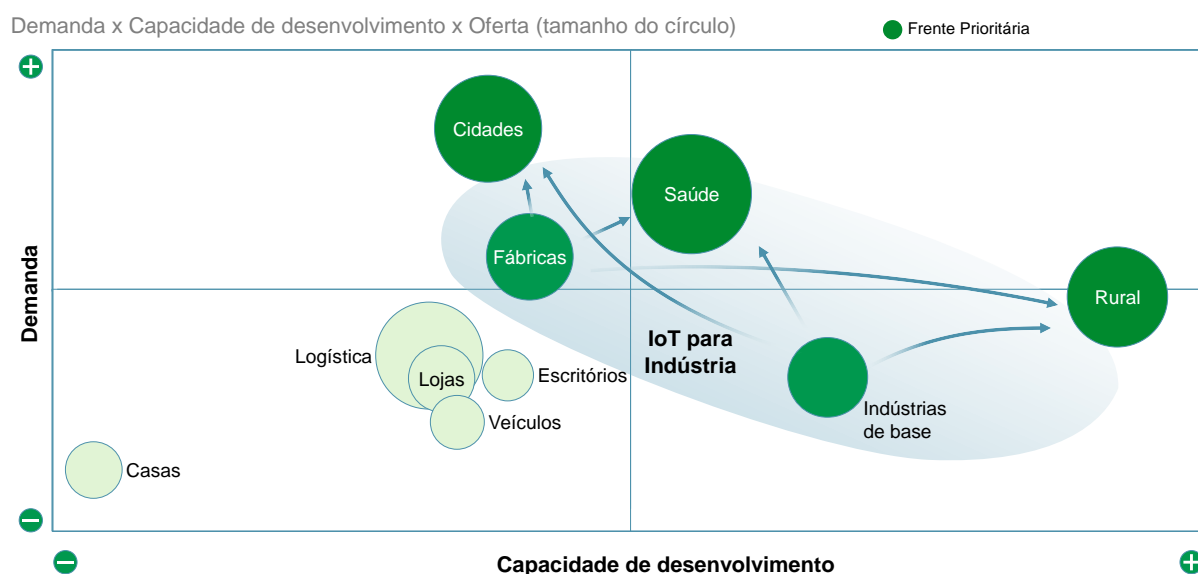 Demanda x Capacidade de desenvolvimento x Oferta (tamanho do círculo)
Frente Prioritária
Cidades
Saúde
Fábricas
Rural
Demanda
IoT para
Indústria
Logística
Lojas
Escritórios
Veículos
Indústrias
de base
Casas
Capacidade de desenvolvimento